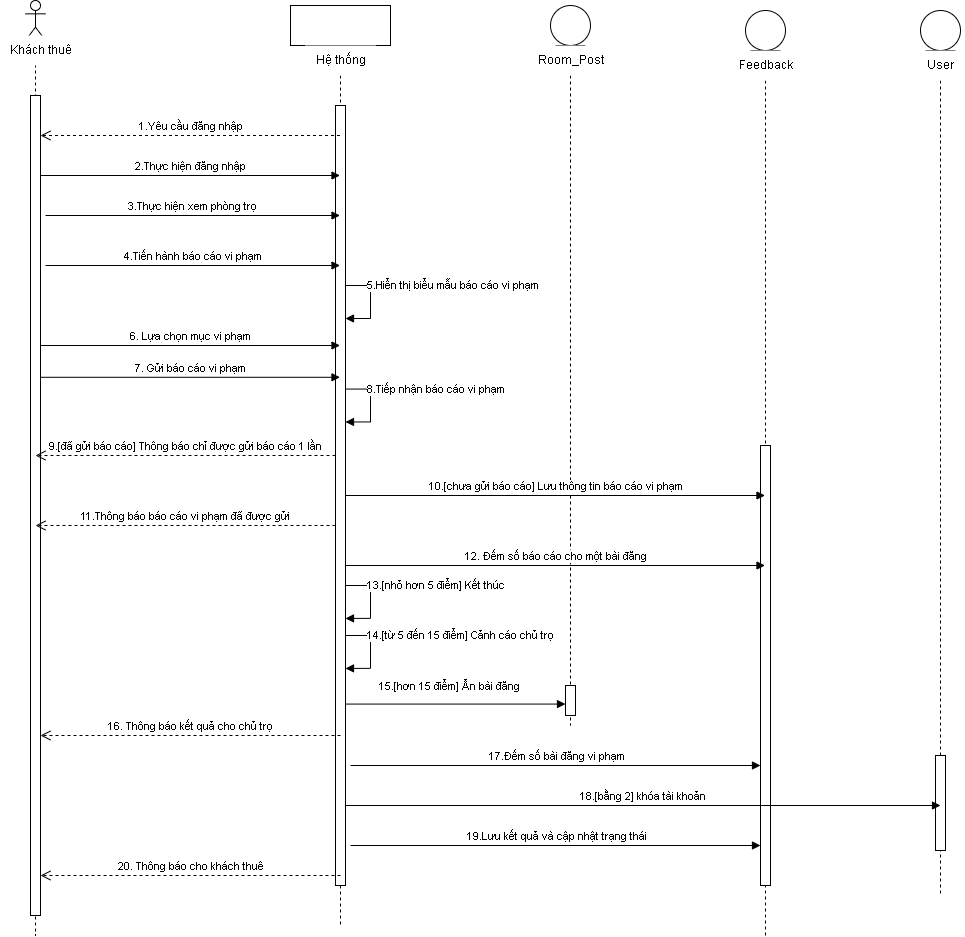 Khách thuê
Hệ thống
Room_Post
Feedback
User
1.Yêu cầu đăng nhập
2.Thực hiện đăng nhập
3.Thực hiện xem phòng trọ
4.Tiến hành báo cáo vi phạm
5.Hiển thị biểu mẫu báo cáo vi phạm
6. Lựa chọn mục vi phạm
7. Gửi báo cáo vi phạm
8.Tiếp nhận báo cáo vi phạm
9.[đã gửi báo cáo] Thông báo chỉ được gửi báo cáo 1 lần
10.[chưa gửi báo cáo] Lưu thông tin báo cáo vi phạm
11.Thông báo báo cáo vi phạm đã được gửi
12. Đếm số báo cáo cho một bài đăng
13.[nhỏ hơn 5 điểm] Kết thúc
14.[từ 5 đến 15 điểm] Cảnh cáo chủ trọ
15.[hơn 15 điểm] Ẩn bài đăng
16. Thông báo kết quả cho chủ trọ
17.Đếm số bài đăng vi phạm
18.[bằng 2] khóa tài khoản
19.Lưu kết quả và cập nhật trạng thái
20. Thông báo cho khách thuê